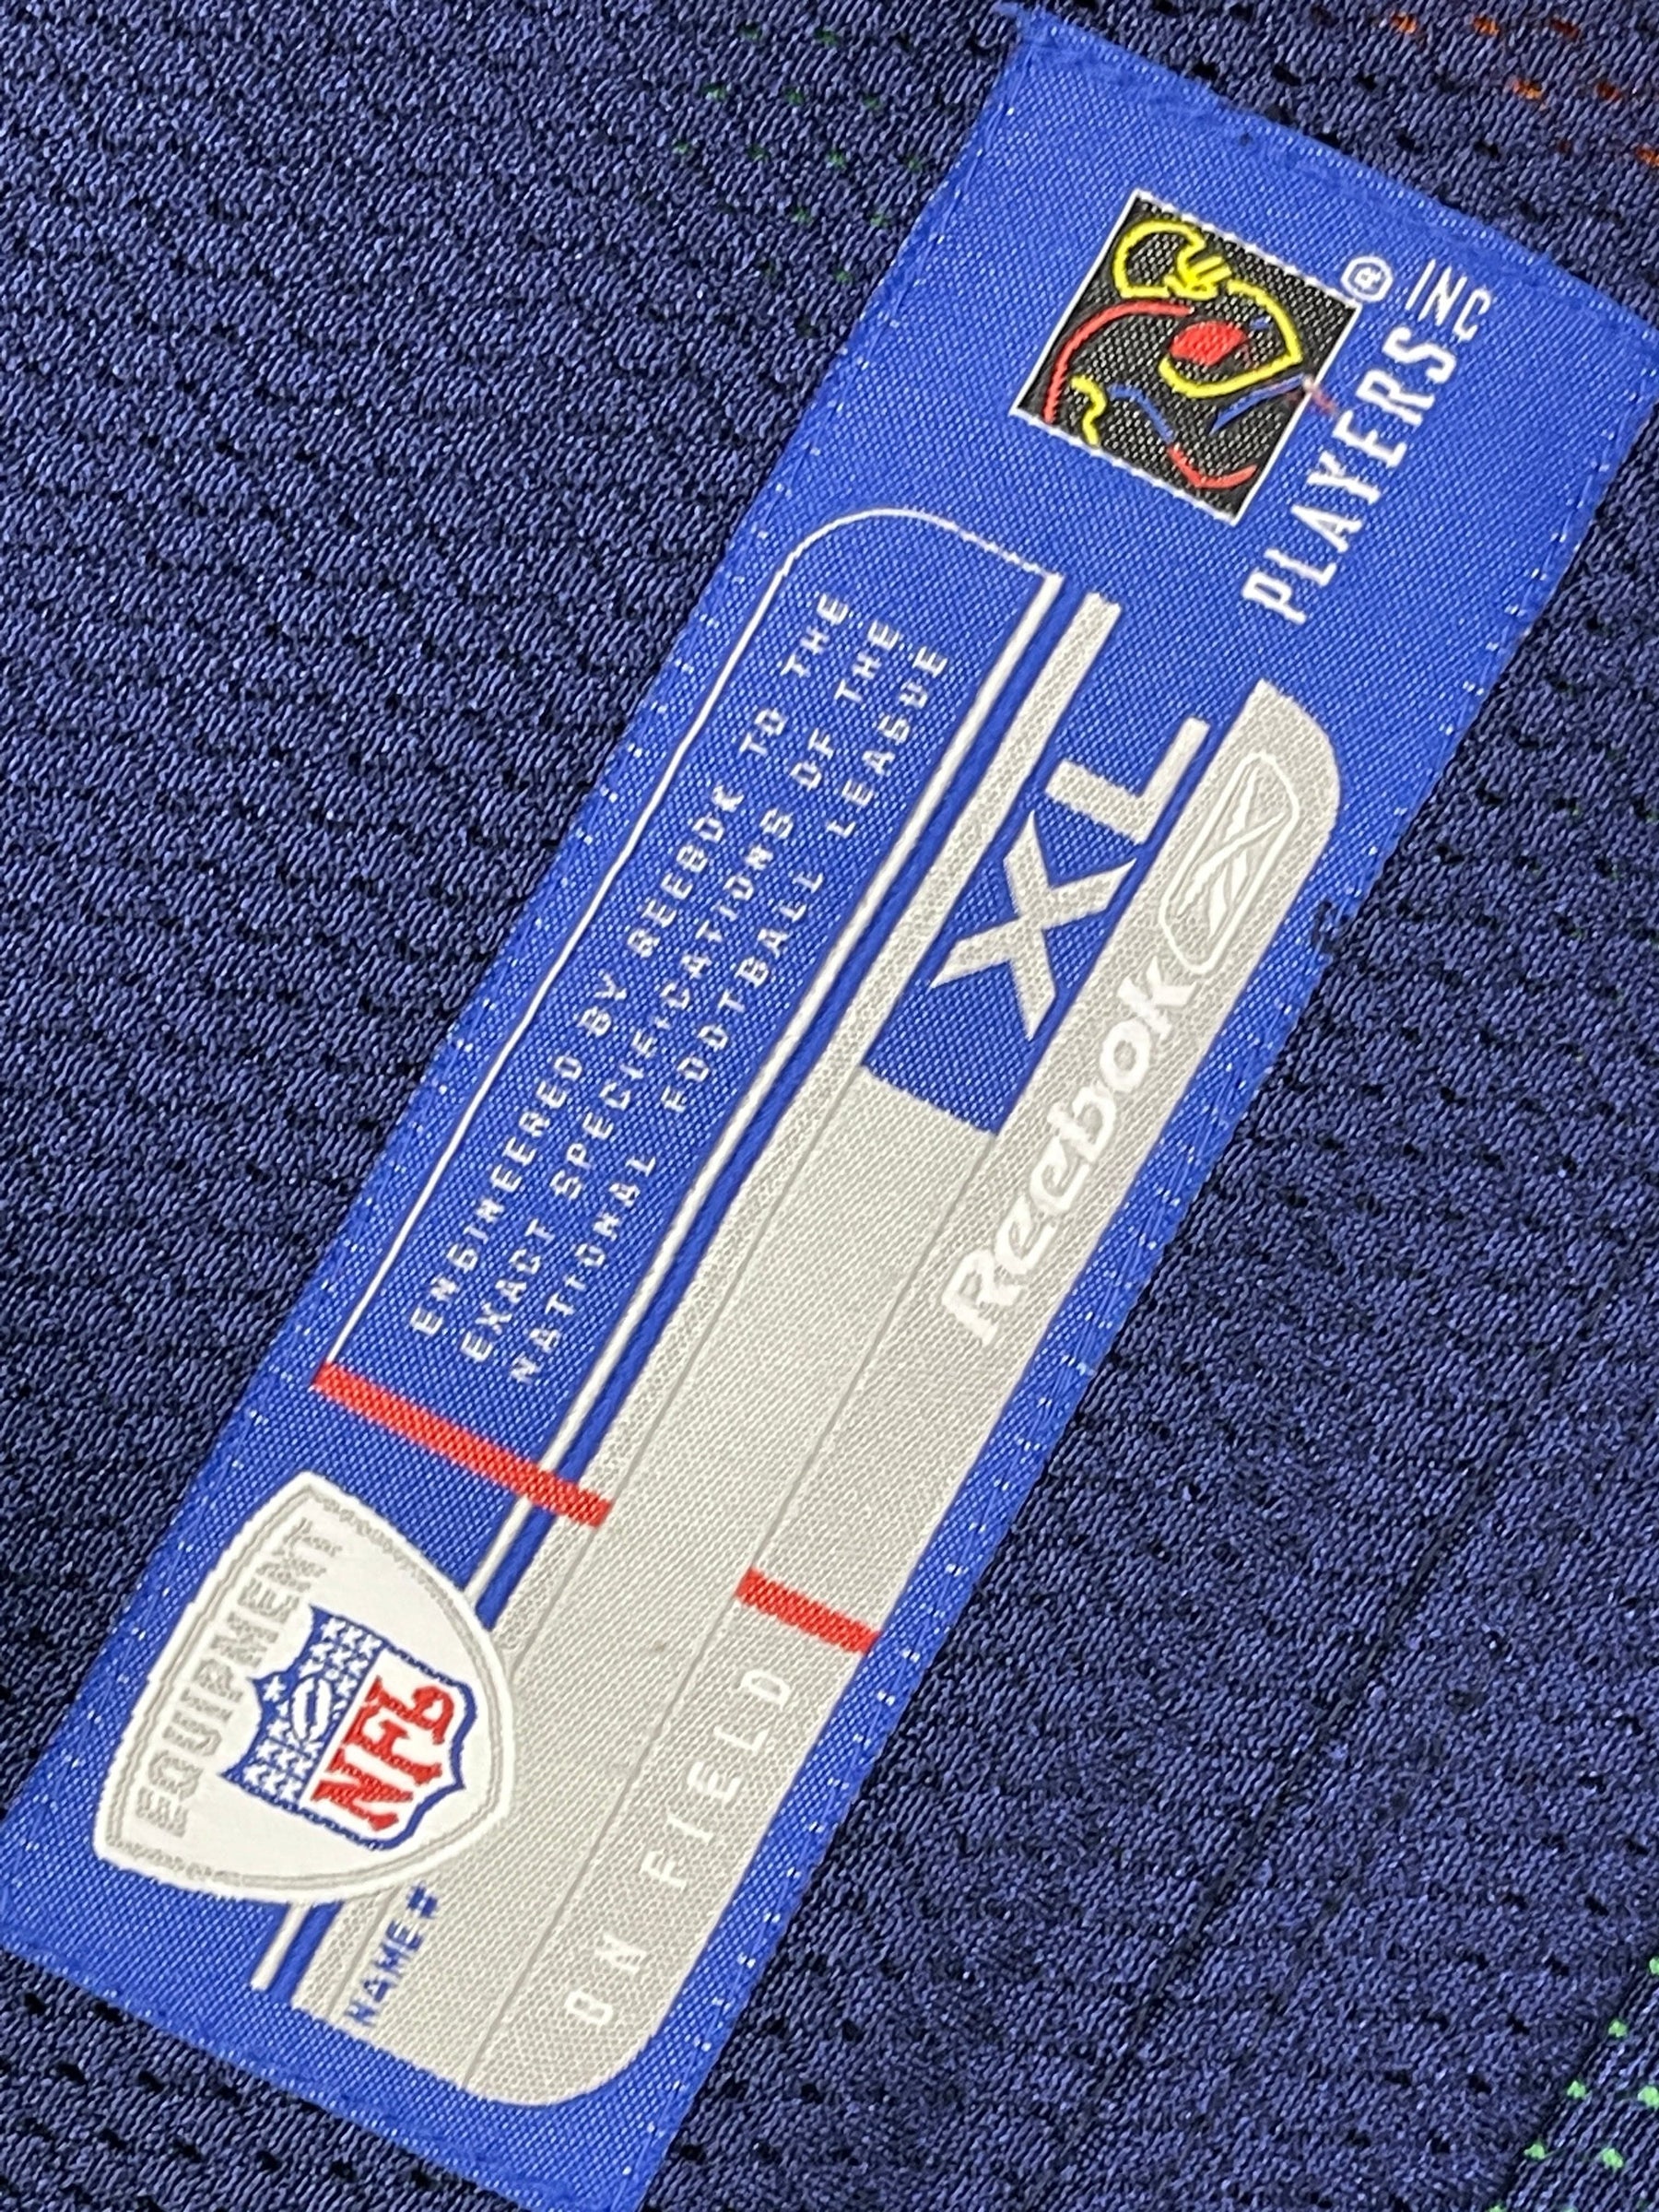 EQUIPMENT
NFL
NAME #
ENGINEERED BY REEBOK TO THE
EXACT SPECIFICATIONS OF THE
NATIONAL FOOTBALL LEAGUE
XL
ON FIELD
Reebok
® INC
PLAYERS